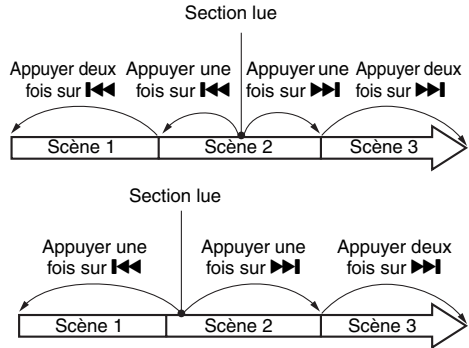 Section lue
Appuyer deux fois sur ⏮
Appuyer une fois sur ⏮
Appuyer une fois sur ⏭
Appuyer deux fois sur ⏭
Scène 1
Scène 2
Scène 3
Section lue
Appuyer une fois sur ⏮
Appuyer une fois sur ⏭
Appuyer deux fois sur ⏭
Scène 1
Scène 2
Scène 3